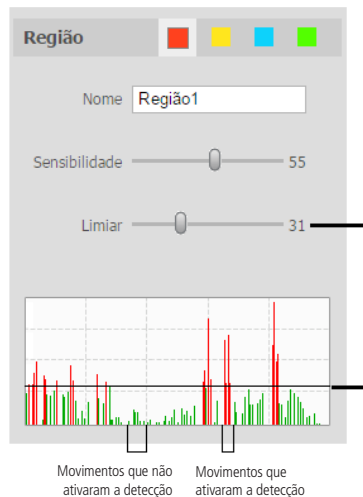 Região
Nome Região1
Sensibilidade 55
Limiar 31
Movimentos que não
ativaram a detecção
Movimentos que
ativaram a detecção